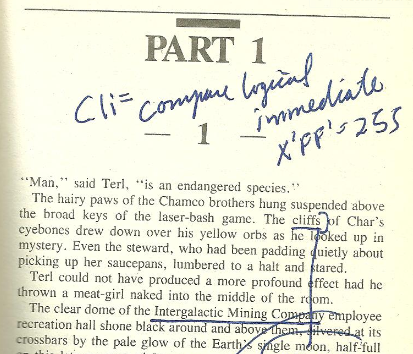 PART 1
Cli = compare logical
immediate
X'FF' = 255
— 1 —
"Man," said Terl, "is an endangered species."
The hairy paws of the Chamco brothers hung suspended above
the broad keys of the laser-bash game. The cliffs of Char's
eyebones drew down over his yellow orbs as he looked up in
mystery. Even the steward, who had been padding quietly about
picking up her saucepans, lumbered to a halt and stared.
Terl could not have produced a more profound effect had he
thrown a meat-girl naked into the middle of the room.
The clear dome of the Intergalactic Mining Company employee
recreation hall shone black around and above them, silvered at its
crossbars by the pale glow of the Earth's single moon, half-full